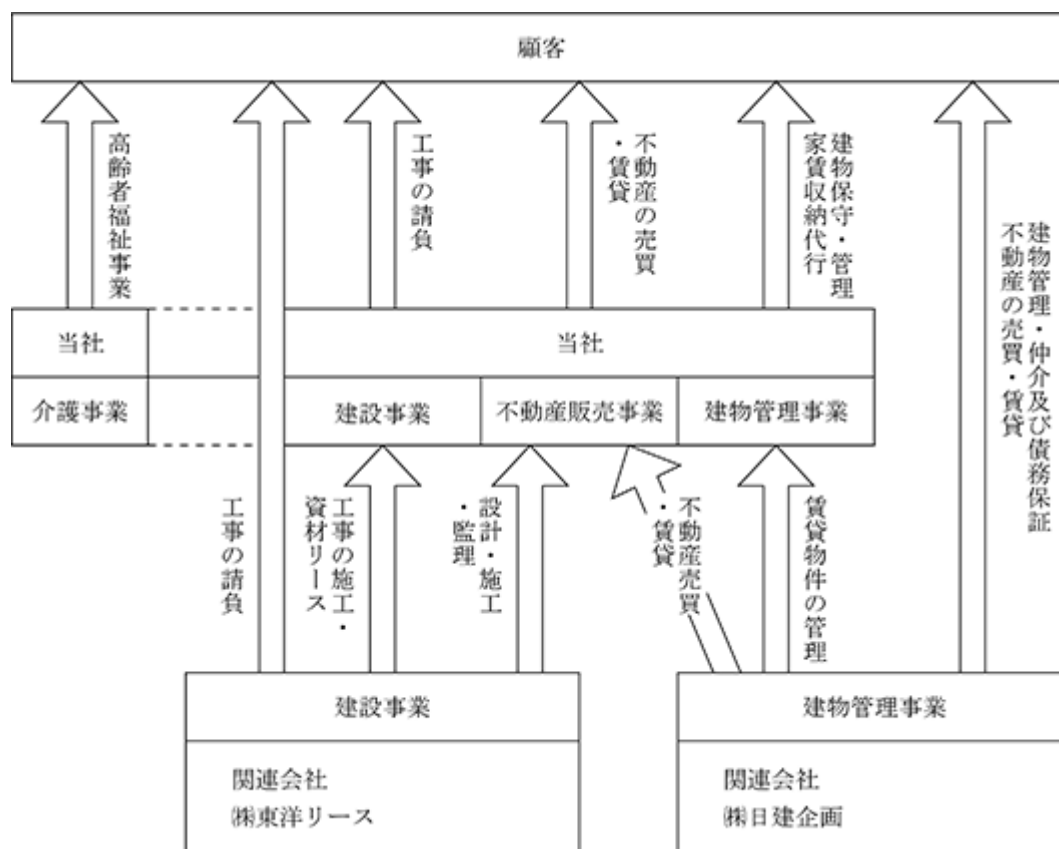 顧客
高齢者福祉事業
工事の請負
不動産の売買
・賃貸
建物保守・管理
家賃収納代行
建物管理・仲介及び債務保証
不動産の売買・賃貸
当社
当社
介護事業
建設事業
不動産販売事業
建物管理事業
工事の請負
工事の施工・
資材リース
設計・施工
・監理
不動産売買
・賃貸
賃貸物件の管理
建設事業
建物管理事業
関連会社
㈱東洋リース
関連会社
㈱日建企画